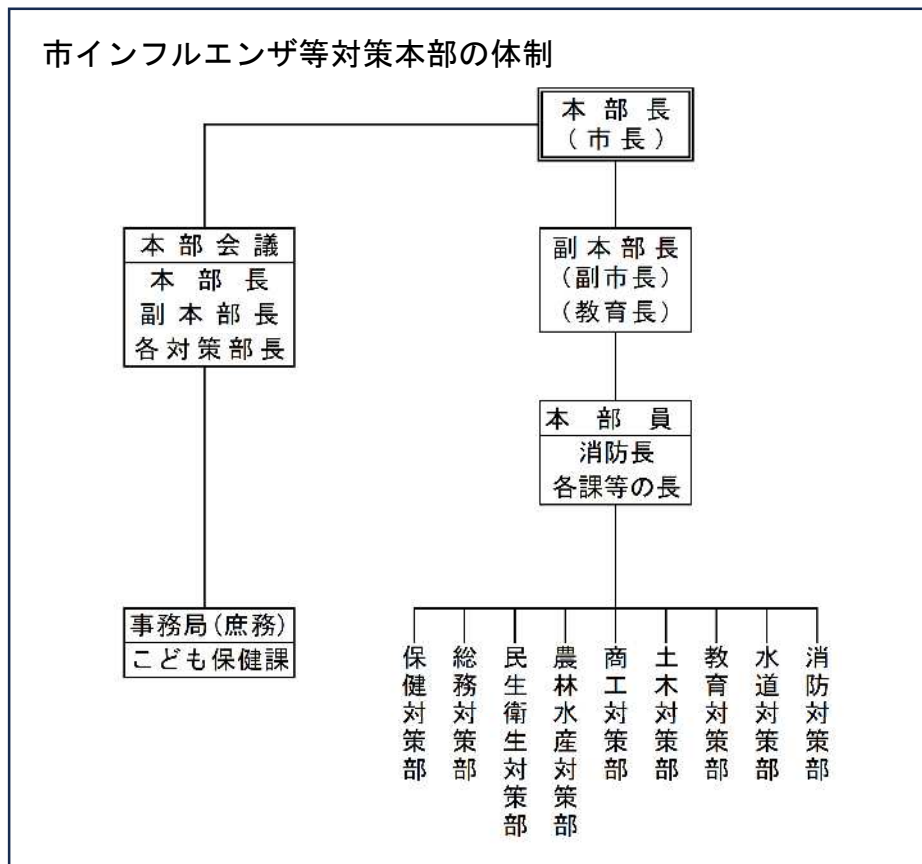 市インフルエンザ等対策本部の体制
本部長
(市長)
本部会議
本部長
副本部長
各対策部長
副本部長
(副市長)
(教育長)
本部員
消防長
各課等の長
事務局(庶務)
こども保健課
保健対策部
総務対策部
民生衛生対策部
農林水産対策部
商工対策部
土木対策部
教育対策部
水道対策部
消防対策部